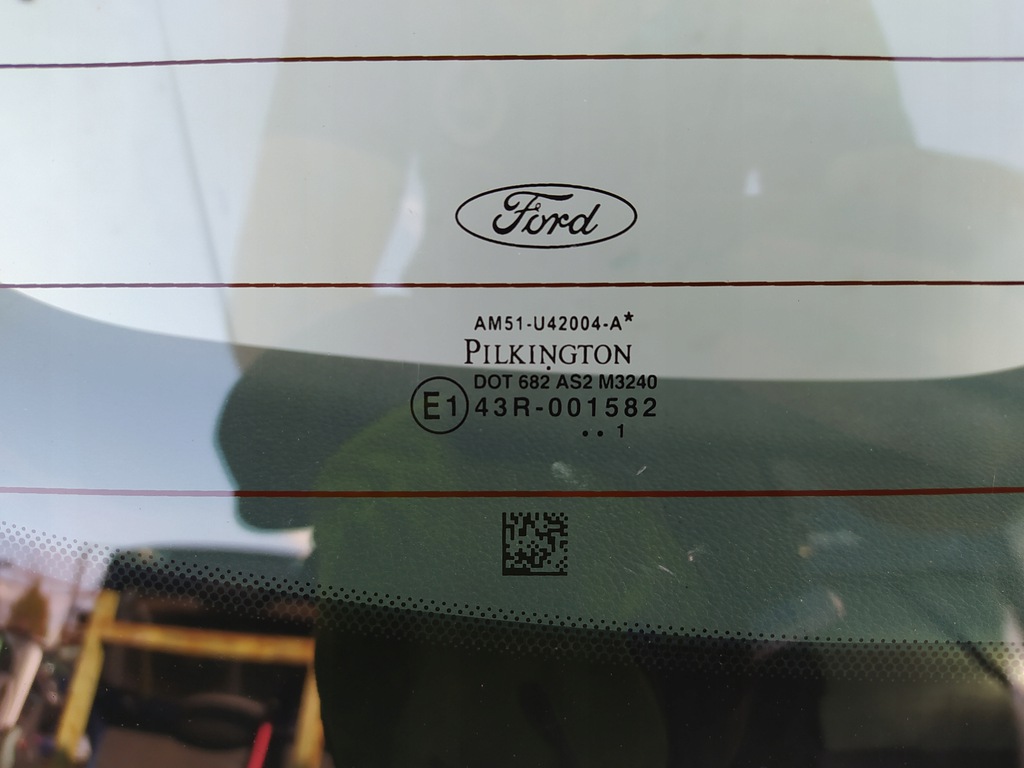 Ford
AM51-U42004-A*
PILKINGTON
DOT 682 AS2 M3240
E1 43R-001582
• • 1